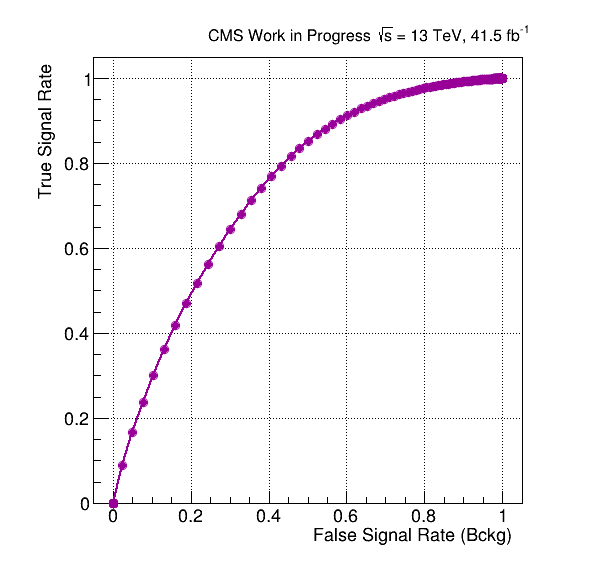 CMS Work in Progress √s = 13 TeV, 41.5 fb⁻¹
True Signal Rate
1
0.8
0.6
0.4
0.2
0
0 0.2 0.4 0.6 0.8 1
False Signal Rate (Bckg)